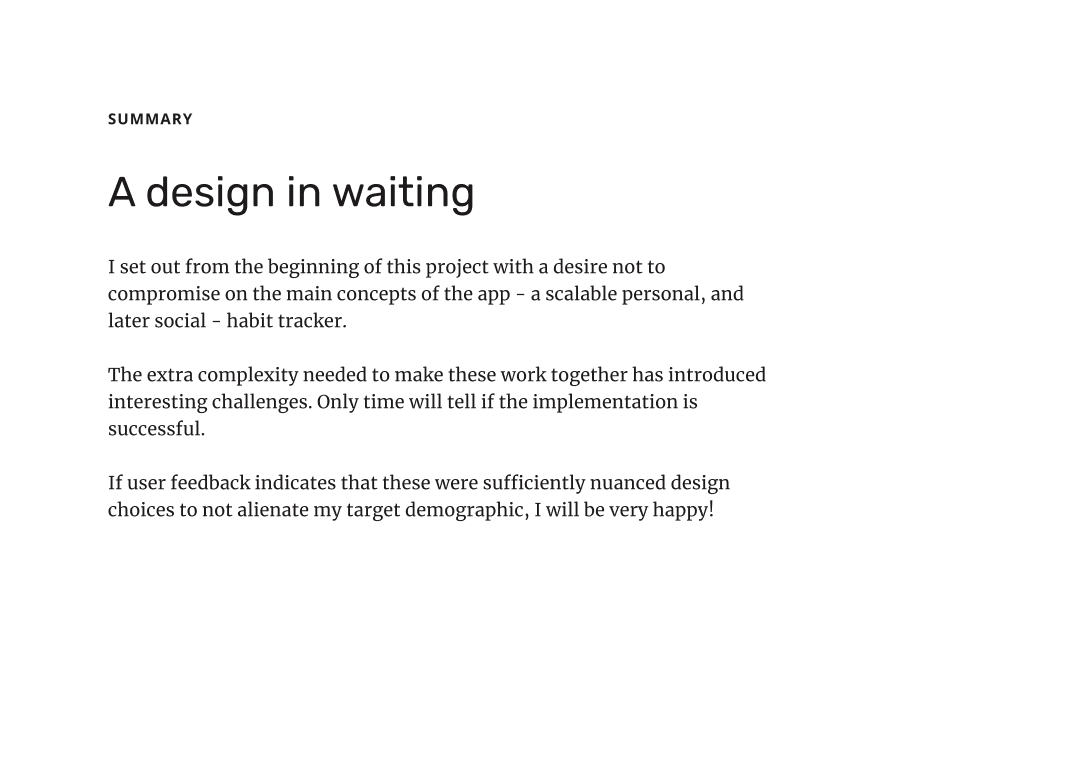 SUMMARY
A design in waiting
I set out from the beginning of this project with a desire not to
compromise on the main concepts of the app - a scalable personal, and
later social - habit tracker.
The extra complexity needed to make these work together has introduced
interesting challenges. Only time will tell if the implementation is
successful.
If user feedback indicates that these were sufficiently nuanced design
choices to not alienate my target demographic, I will be very happy!